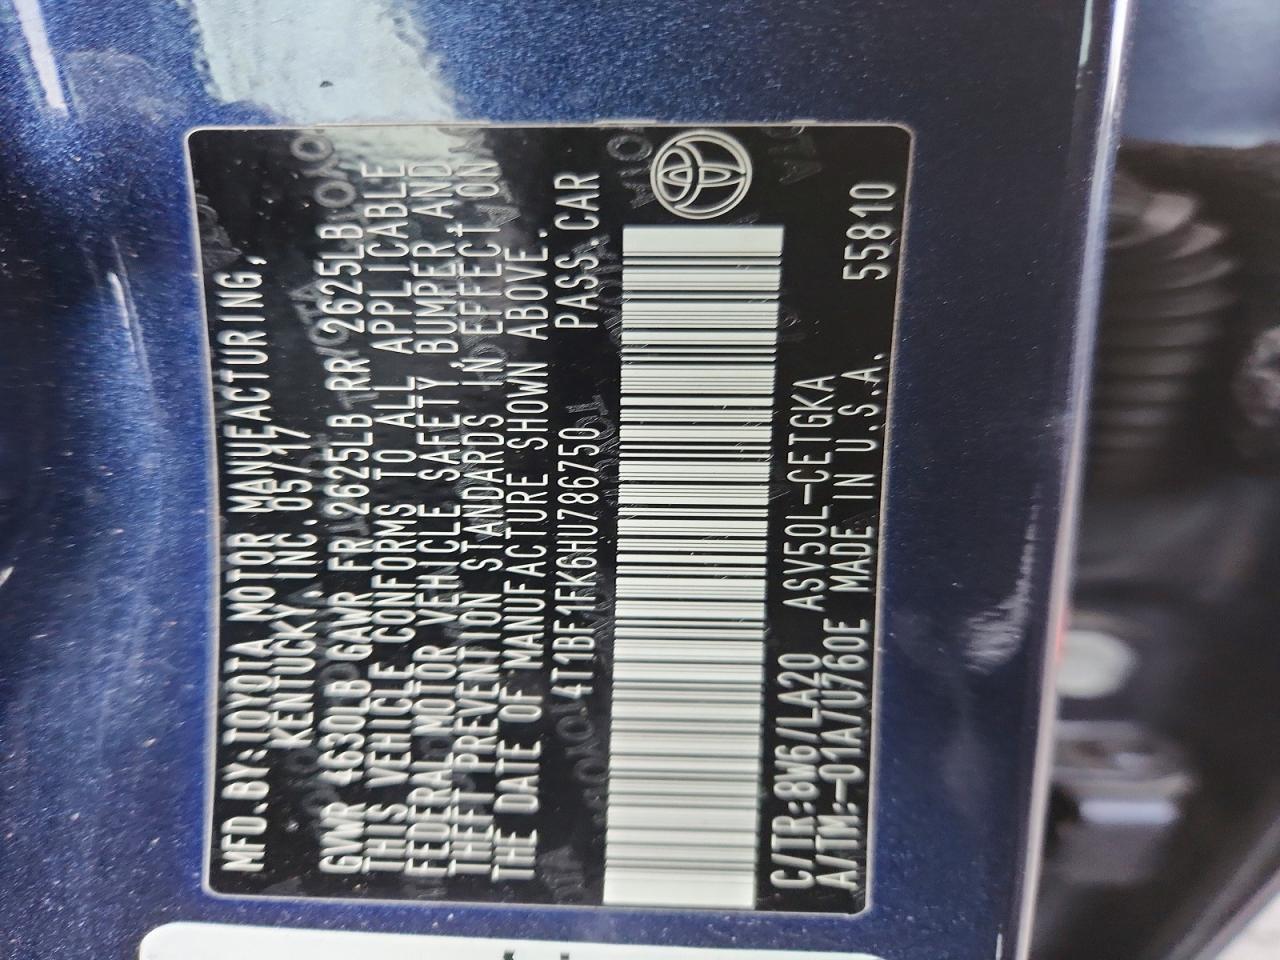 MFD.BY:TOYOTA MOTOR MANUFACTURING,
KENTUCKY,INC.05/17
GVWR 4630LB GAWR FR 2625LB RR 2625LB
THIS VEHICLE CONFORMS TO ALL APPLICABLE
FEDERAL MOTOR VEHICLE SAFETY BUMPER AND
THEFT PREVENTION STANDARDS IN EFFECT ON
THE DATE OF MANUFACTURE SHOWN ABOVE.
4T1BF1FK6HU786750 PASS.CAR
C/TR:8W6/LA20 ASV50L-CETGKA
A/TM:-01A/U760E MADE IN U.S.A. 55810